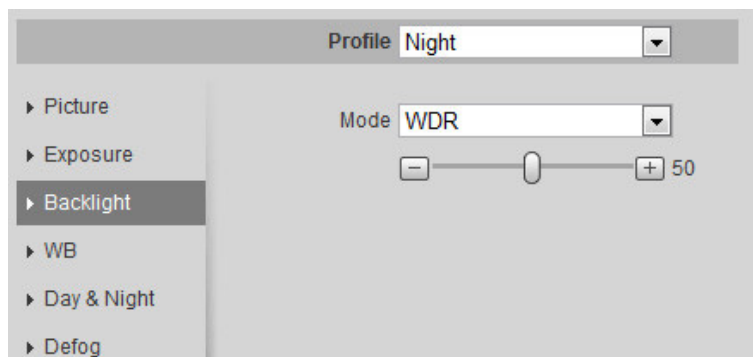 Profile Night
Picture
Exposure
Backlight
WB
Day & Night
Defog
Mode WDR
50